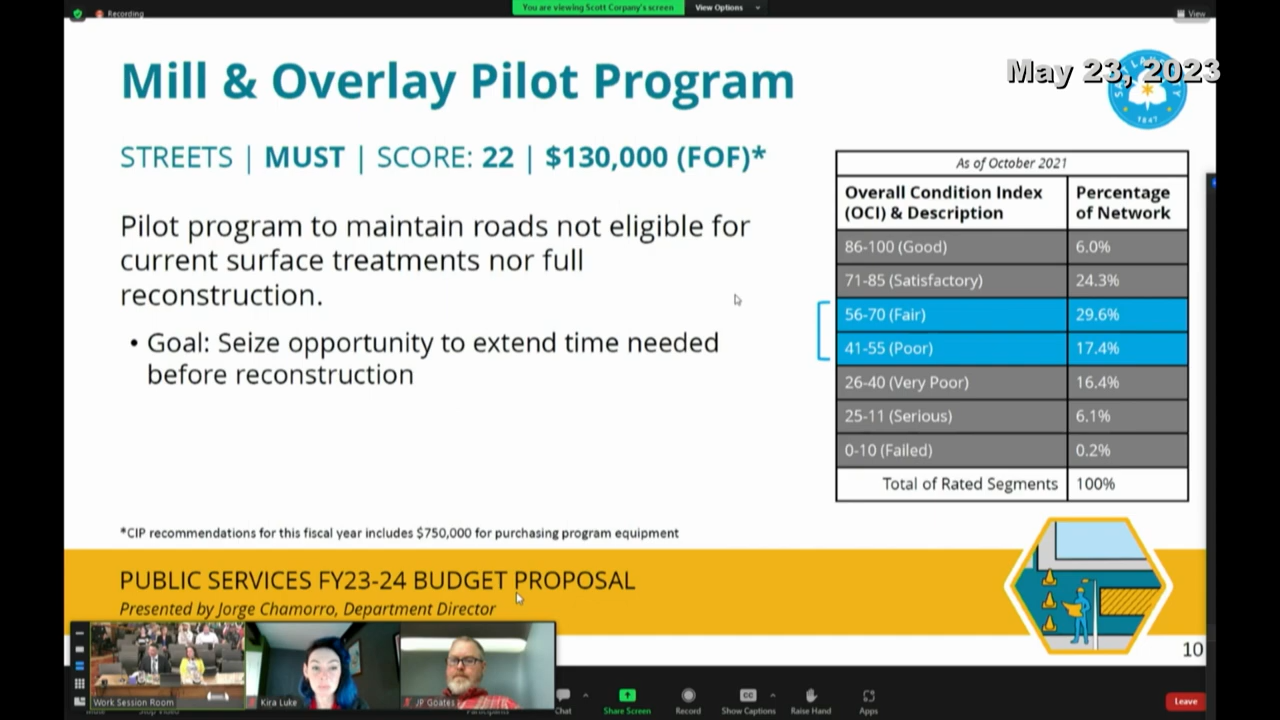 Recording
You are viewing Scott Corpany's screen
View Options
View
Mill & Overlay Pilot Program
May 23, 2023
1847
STREETS | MUST | SCORE: 22 | $130,000 (FOF)*
Pilot program to maintain roads not eligible for
current surface treatments nor full
reconstruction.
• Goal: Seize opportunity to extend time needed
before reconstruction
As of October 2021
Overall Condition Index
(OCI) & Description
Percentage
of Network
86-100 (Good) 6.0%
71-85 (Satisfactory) 24.3%
56-70 (Fair) 29.6%
41-55 (Poor) 17.4%
26-40 (Very Poor) 16.4%
25-11 (Serious) 6.1%
0-10 (Failed) 0.2%
Total of Rated Segments 100%
*CIP recommendations for this fiscal year includes $750,000 for purchasing program equipment
PUBLIC SERVICES FY23-24 BUDGET PROPOSAL
Presented by Jorge Chamorro, Department Director
10
Work Session Room
Kira Luke
JP Goates
Chat
Share Screen
Record
CC
Show Captions
Raise Hand
Apps
Leave